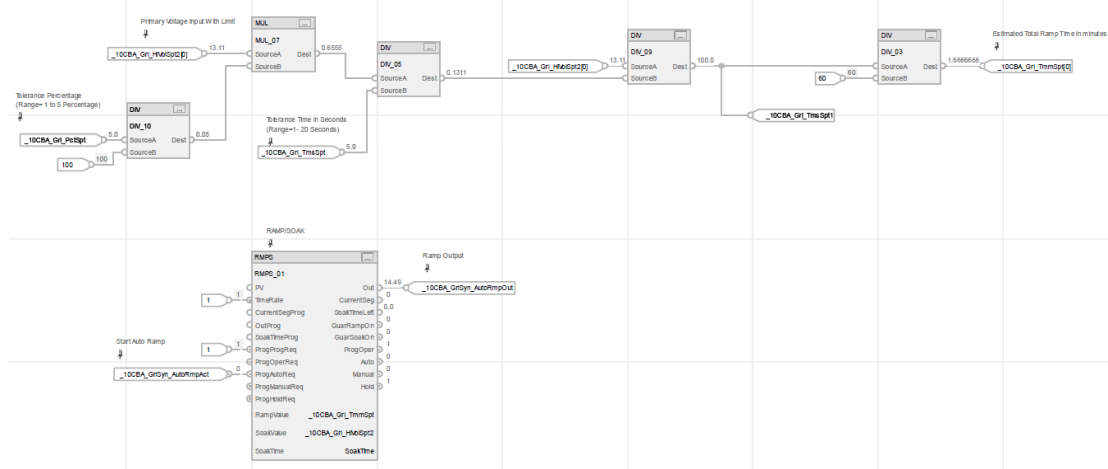 Primary Voltage Input With Limit
_10CBA_Grl_HVolSpt2[0]
13.11
MUL
...
MUL_07
SourceA
Dest
SourceB
0.6555
Tolerance Percentage
(Range= 1 to 5 Percentage)
_10CBA_Grl_PctSpt
5.0
100
100
DIV
...
DIV_10
SourceA
Dest
SourceB
0.05
DIV
...
DIV_05
SourceA
Dest
SourceB
0.1311
Tolerance Time In Seconds
(Range=1- 20 Seconds)
_10CBA_Grl_TmsSpt
5.0
_10CBA_Grl_HVolSpt2[0]
13.11
DIV
...
DIV_09
SourceA
Dest
SourceB
100.0
_10CBA_Grl_TmsSpt1
60
60
DIV
...
DIV_03
SourceA
Dest
SourceB
1.6666666
Estimated Total Ramp Time in minutes
_10CBA_Grl_TmmSpt[0]
RAMP/SOAK
RMPS
...
RMPS_01
PV
Out
14.49
Ramp Output
_10CBA_GrlSyn_AutoRmpOut
1
1
TimeRate
CurrentSeg
0
CurrentSegProg
SoakTimeLeft
0.0
OutProg
GuarRampOn
0
SoakTimeProg
GuarSoakOn
0
Start Auto Ramp
1
1
ProgProgReq
ProgOper
1
ProgOperReq
Auto
0
_10CBA_GrlSyn_AutoRmpAct
0
ProgAutoReq
Manual
0
ProgManualReq
Hold
1
ProgHoldReq
RampValue
_10CBA_Grl_TmmSpt
SoakValue
_10CBA_Grl_HVolSpt2
SoakTime
SoakTime